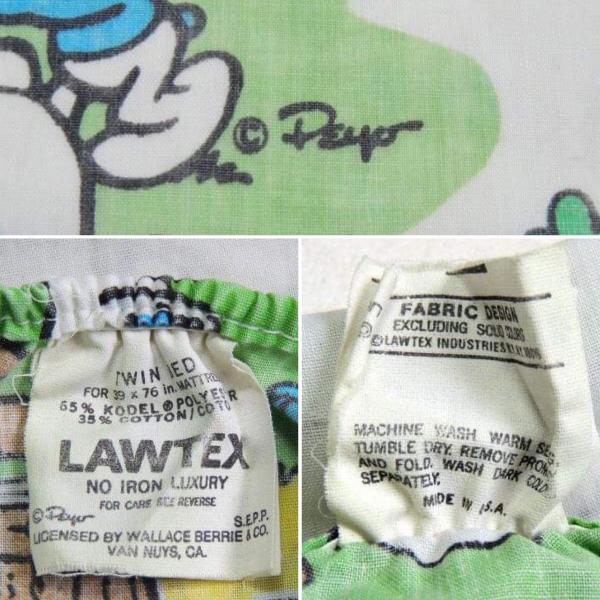 © Peyo
TWIN BED
FOR 39 x 76 in. MATTRE
65% KODEL® POLYESTER
35% COTTON/COTO
LAWTEX
NO IRON LUXURY
FOR CARE SEE REVERSE
© Peyo
S.E.P.P.
LICENSED BY WALLACE BERRIE & CO.
VAN NUYS, CA.
FABRIC DESIGN
EXCLUDING SOLID COLORS
© LAWTEX INDUSTRIES N.Y.
MACHINE WASH WARM
TUMBLE DRY. REMOVE
AND FOLD. WASH DARK
SEPARATELY.
MADE IN U.S.A.